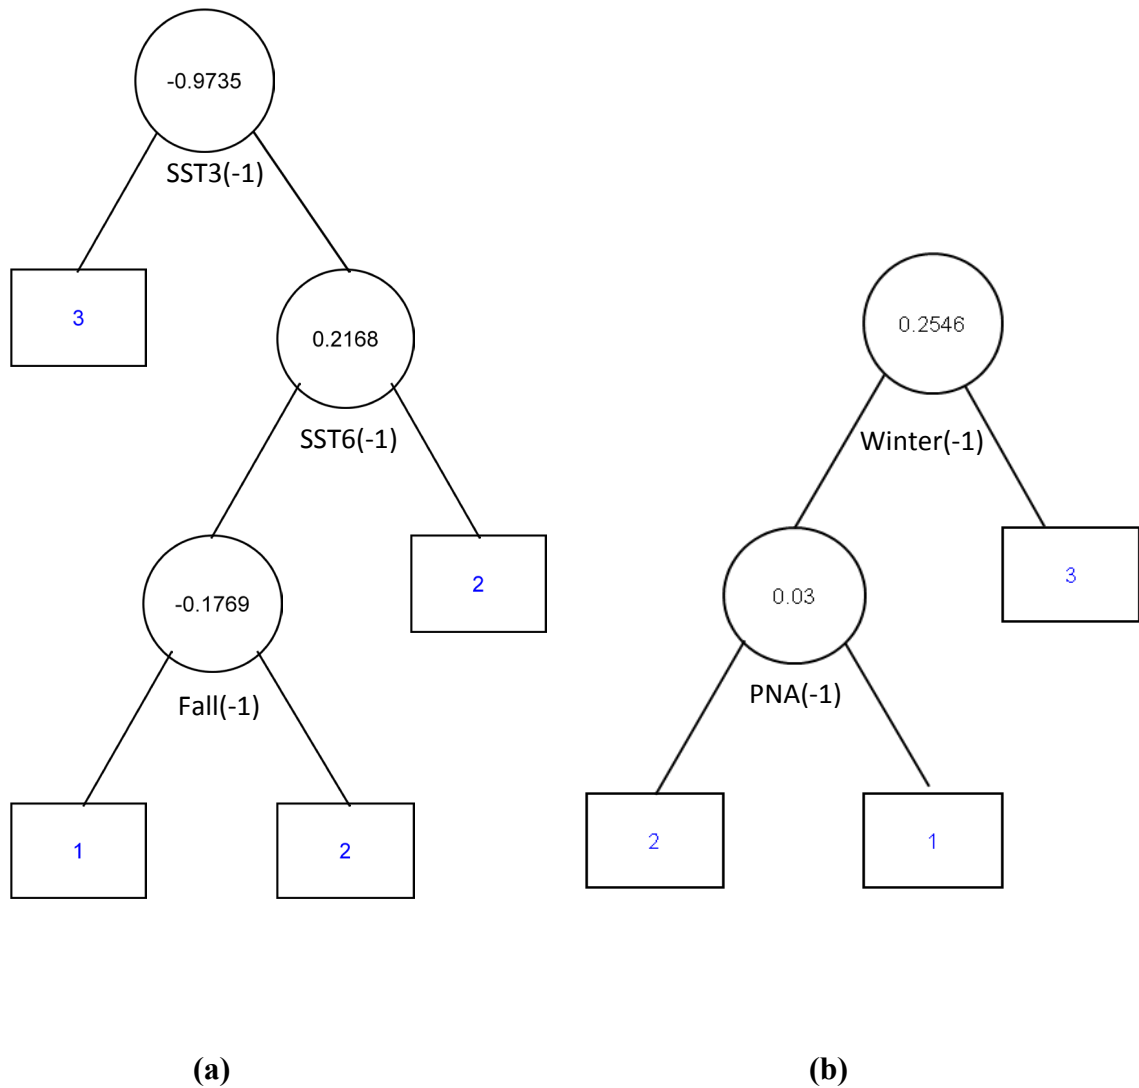 -0.9735
SST3(-1)
3
0.2168
SST6(-1)
-0.1769
2
Fall(-1)
1
2
(a)
0.2546
Winter(-1)
0.03
3
PNA(-1)
2
1
(b)